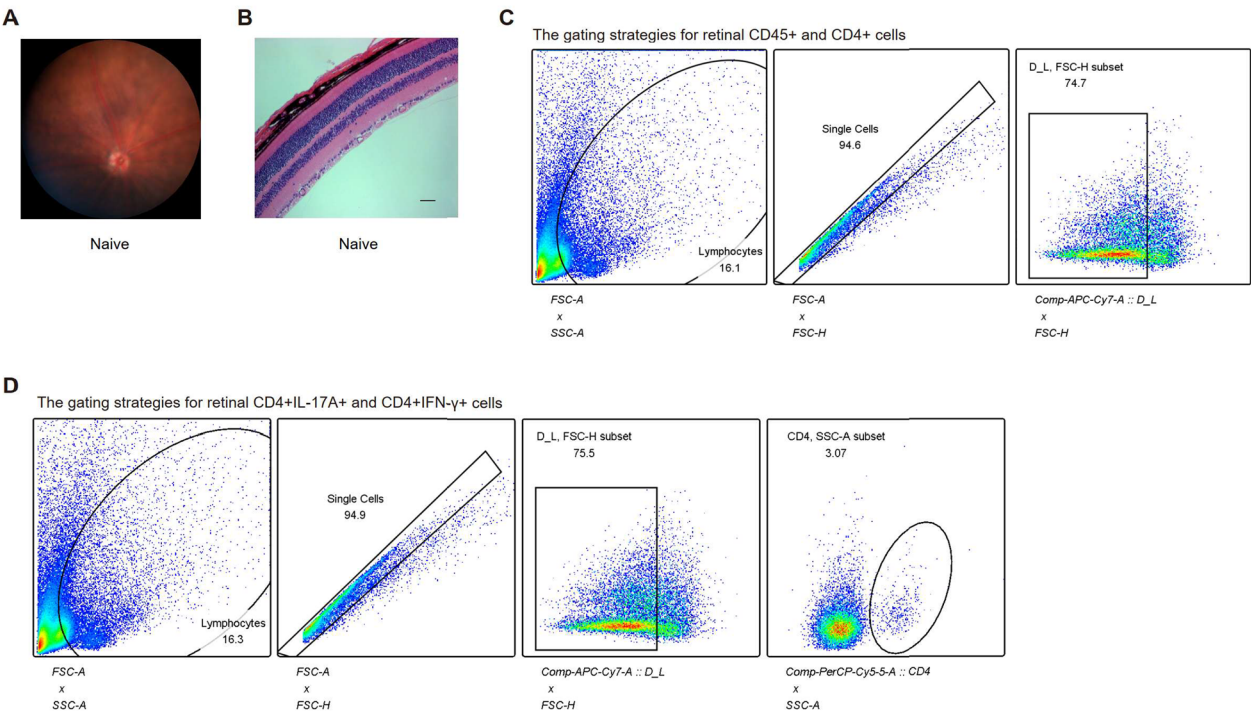 A
B
C
The gating strategies for retinal CD45+ and CD4+ cells
Naive
Naive
Lymphocytes
16.1
FSC-A
x
SSC-A
Single Cells
94.6
FSC-A
x
FSC-H
D_L, FSC-H subset
74.7
Comp-APC-Cy7-A :: D_L
x
FSC-H
D
The gating strategies for retinal CD4+IL-17A+ and CD4+IFN-γ+ cells
Lymphocytes
16.3
FSC-A
x
SSC-A
Single Cells
94.9
FSC-A
x
FSC-H
D_L, FSC-H subset
75.5
Comp-APC-Cy7-A :: D_L
x
FSC-H
CD4, SSC-A subset
3.07
Comp-PerCP-Cy5-5-A :: CD4
x
SSC-A